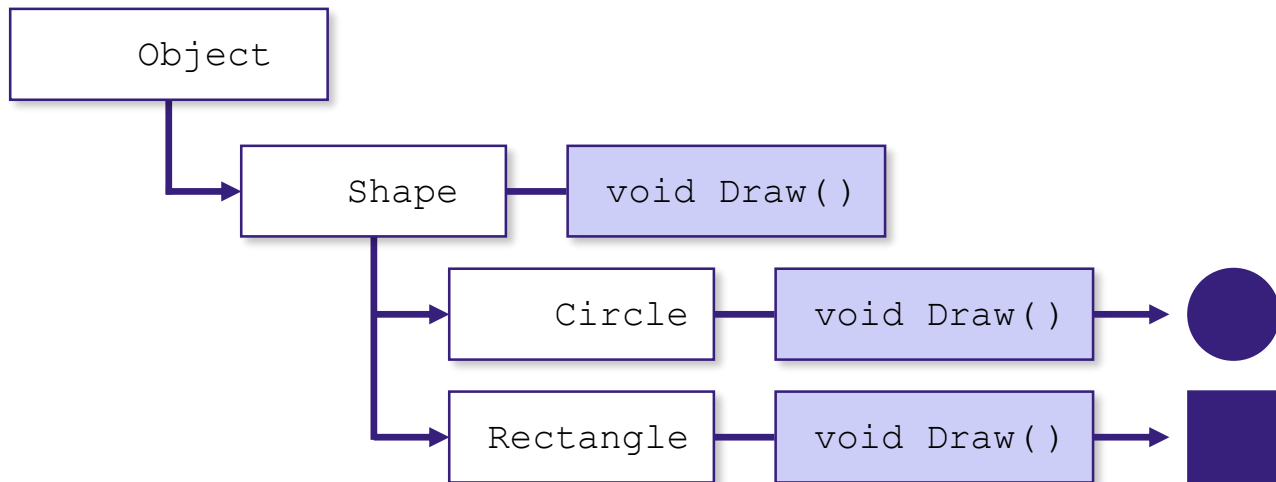 Object
Shape
void Draw()
Circle
void Draw()
Rectangle
void Draw()